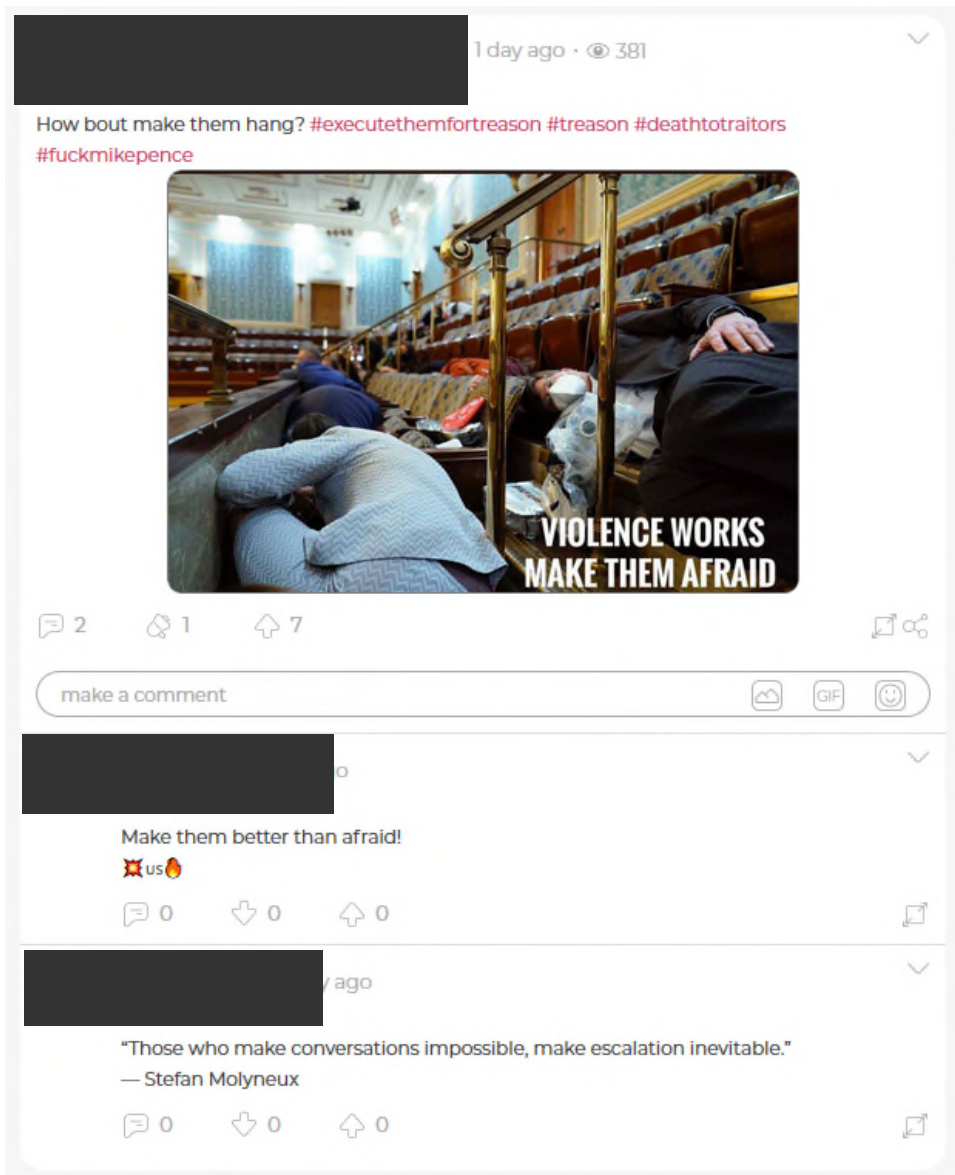 1 day ago · 381
How bout make them hang? #executethemfortreason #treason #deathtotraitors
#fuckmikepence
VIOLENCE WORKS
MAKE THEM AFRAID
2 1 7
make a comment
GIF
o
Make them better than afraid!
💥us🔥
0 0 0
y ago
“Those who make conversations impossible, make escalation inevitable.”
— Stefan Molyneux
0 0 0